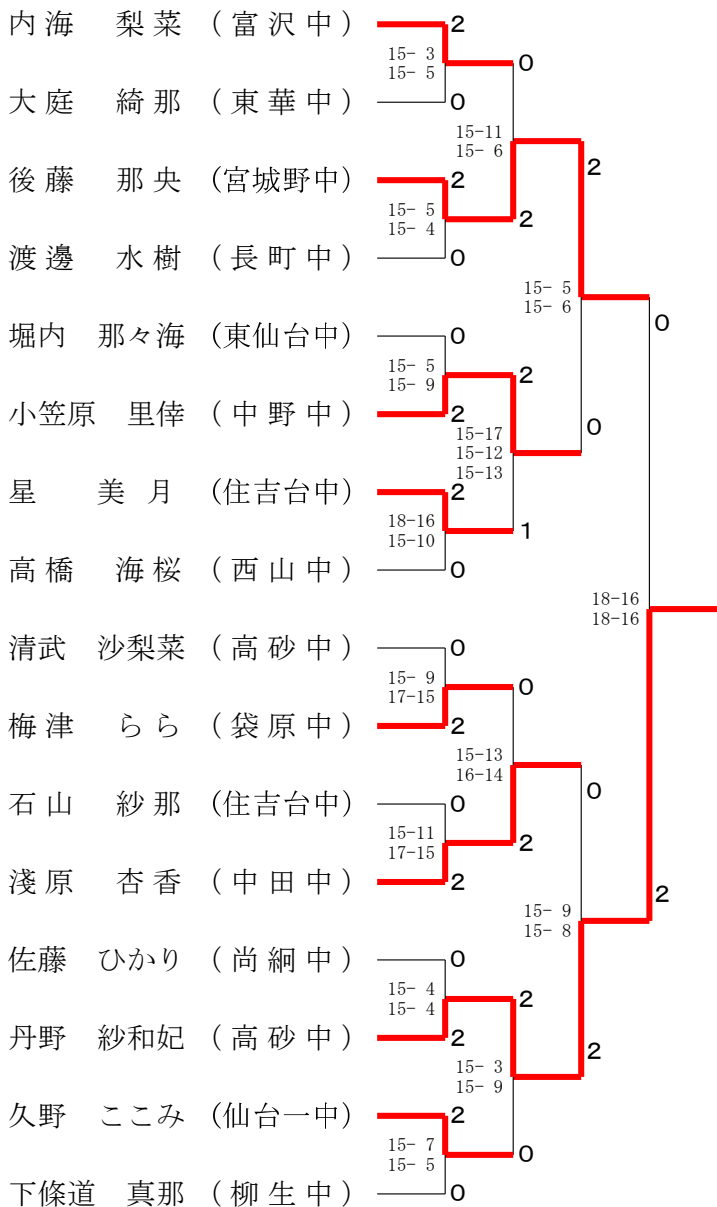 内海 梨菜 (富沢中) 2
15- 3
15- 5
0
大庭 綺那 (東華中) 0
15-11
15- 6
2
後藤 那央 (宮城野中) 2
15- 5
15- 4
2
渡邊 水樹 (長町中) 0
15- 5
15- 6
0
堀内 那々海 (東仙台中) 0
15- 5
15- 9
2
小笠原 里倖 (中野中) 2
15-17
15-12
15-13
0
星 美月 (住吉台中) 2
18-16
15-10
1
高橋 海桜 (西山中) 0
18-16
18-16
清武 沙梨菜 (高砂中) 0
15- 9
17-15
0
梅津 らら (袋原中) 2
15-13
16-14
0
石山 紗那 (住吉台中) 0
15-11
17-15
2
淺原 杏香 (中田中) 2
15- 9
15- 8
2
佐藤 ひかり (尚絅中) 0
15- 4
15- 4
2
丹野 紗和妃 (高砂中) 2
15- 3
15- 9
2
久野 ここみ (仙台一中) 2
15- 7
15- 5
0
下條道 真那 (柳生中) 0